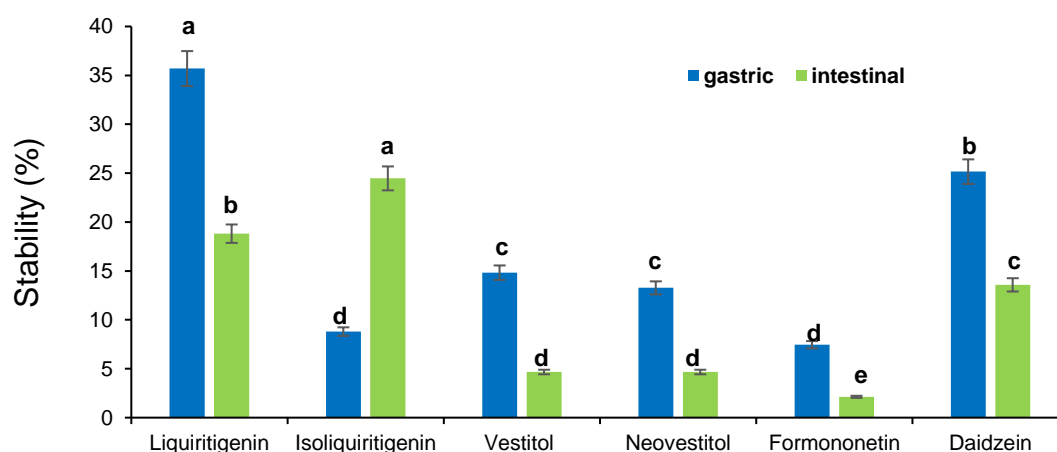 40
35
30
25
20
15
10
5
0
Stability (%)
gastric intestinal
a
b
d
a
c
d
c
d
d
e
b
c
Liquiritigenin Isoliquiritigenin Vestitol Neovestitol Formononetin Daidzein